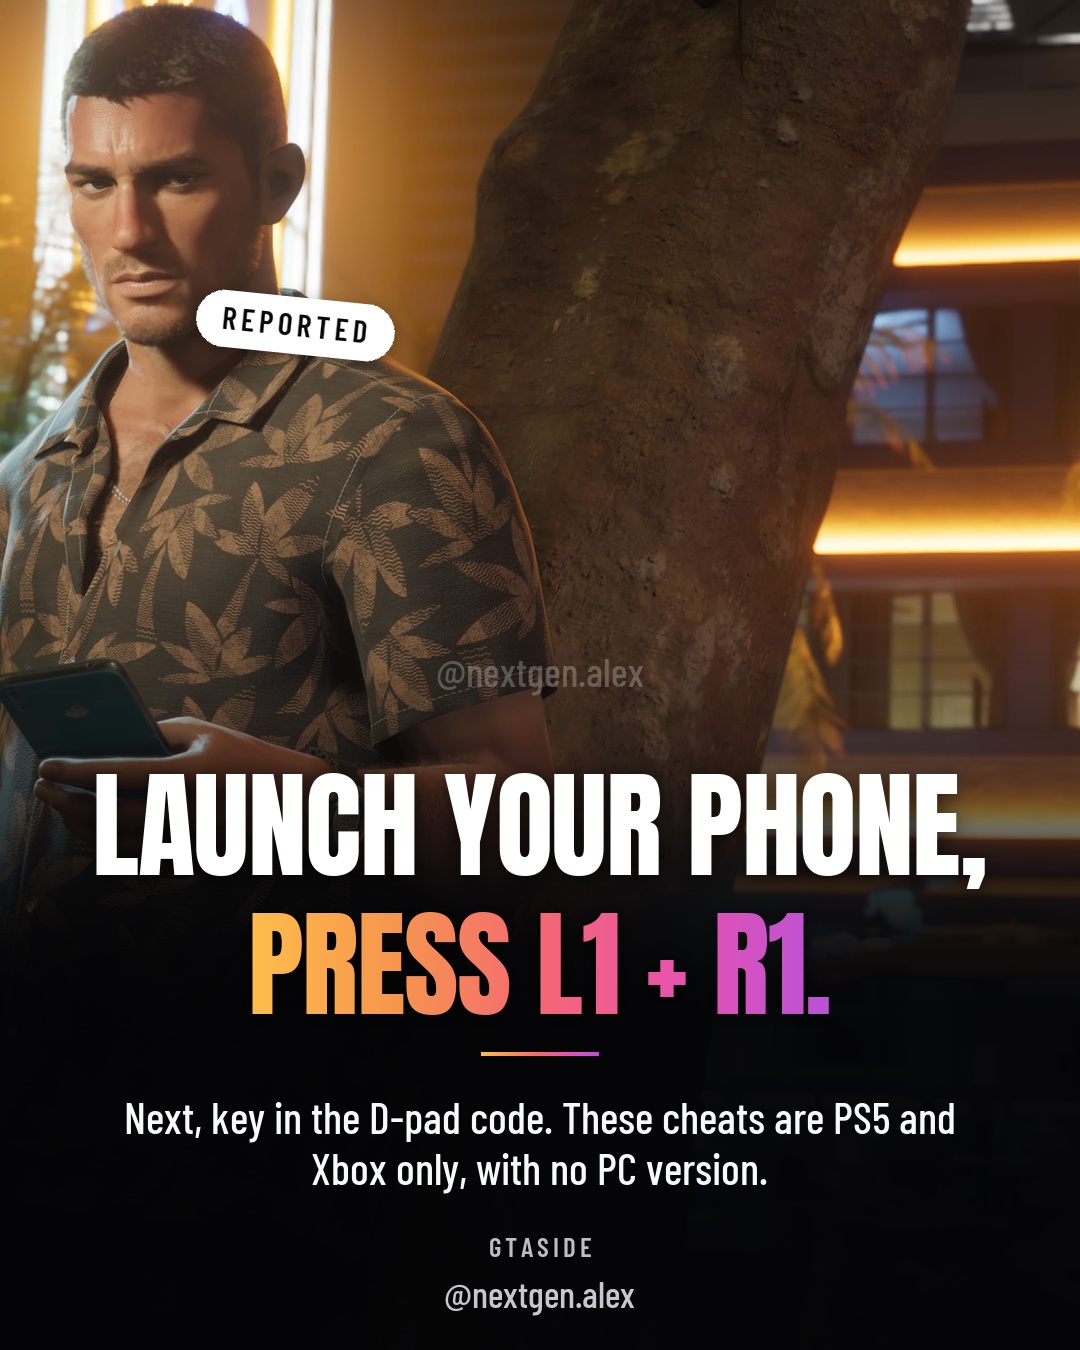 REPORTED
@nextgen.alex
LAUNCH YOUR PHONE,
PRESS L1 + R1.
Next, key in the D-pad code. These cheats are PS5 and
Xbox only, with no PC version.
GTASIDE
@nextgen.alex